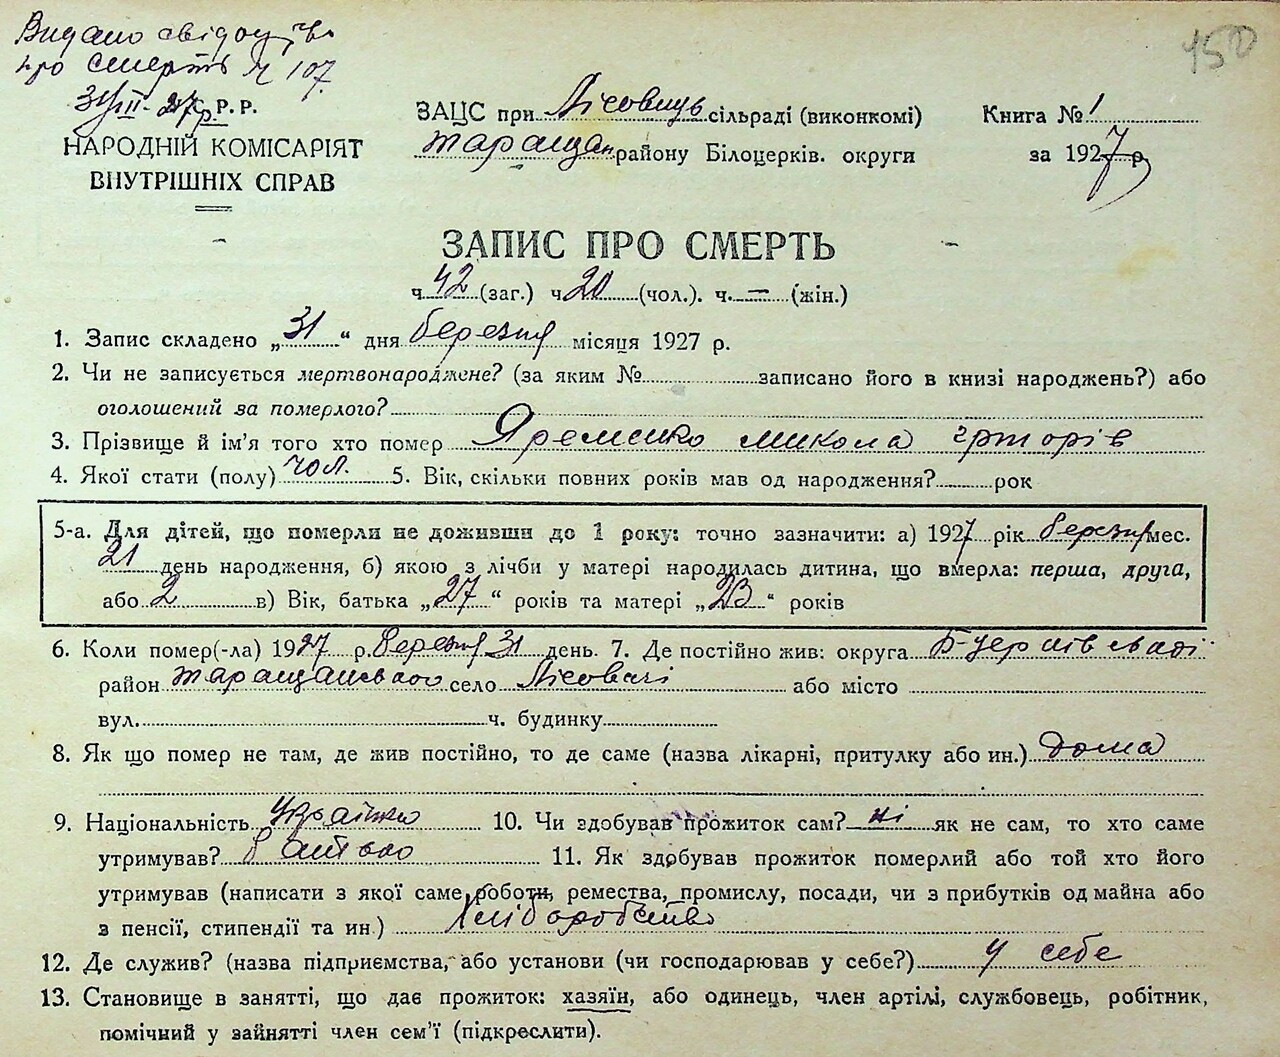 Видано свідоцтво
про смерть Ч 107
31/III-27р.
С.Р.Р.
НАРОДНІЙ КОМІСАРІЯТ
ВНУТРІШНІХ СПРАВ
ЗАЦС при Лісовицьк сільраді (виконкомі)
Таращан району Білоцерків. округи
Книга № 1
за 1927 р
150
ЗАПИС ПРО СМЕРТЬ
ч 42 (заг.) ч 20 (чол.). ч. — (жін.)
1. Запис складено „31“ дня березня місяця 1927 р.
2. Чи не записується мертвонароджене? (за яким № записано його в книзі народжень?) або
оголошений за померлого?
3. Прізвище й ім'я того хто помер Яременко Микола Григорів
4. Якої стати (полу) чол. 5. Вік, скільки повних років мав од народження? рок
5-а. Для дітей, що померли не доживши до 1 року: точно зазначити: а) 1927 рік березня мес.
21 день народження, б) якою з лічби у матері народилась дитина, що вмерла: перша, друга,
або 2 в) Вік, батька „27“ років та матері „23“ років
6. Коли помер(-ла) 1927 р. березня 31 день. 7. Де постійно жив: округа
район Таращанського село Лісовичі або місто
вул. ч. будинку
8. Як що помер не там, де жив постійно, то де саме (назва лікарні, притулку або ин.) дома
9. Національність Українко 10. Чи здобував прожиток сам? ні як не сам, то хто саме
утримував? батько 11. Як здобував прожиток померлий або той хто його
утримував (написати з якої саме роботи, ремества, промислу, посади, чи з прибутків од майна або
з пенсії, стипендії та ин.) Хліборобство
12. Де служив? (назва підприємства, або установи (чи господарював у себе?) у себе
13. Становище в занятті, що дає прожиток: хазяїн, або одинець, член артілі, службовець, робітник,
помічний у зайнятті член сем'ї (підкреслити).